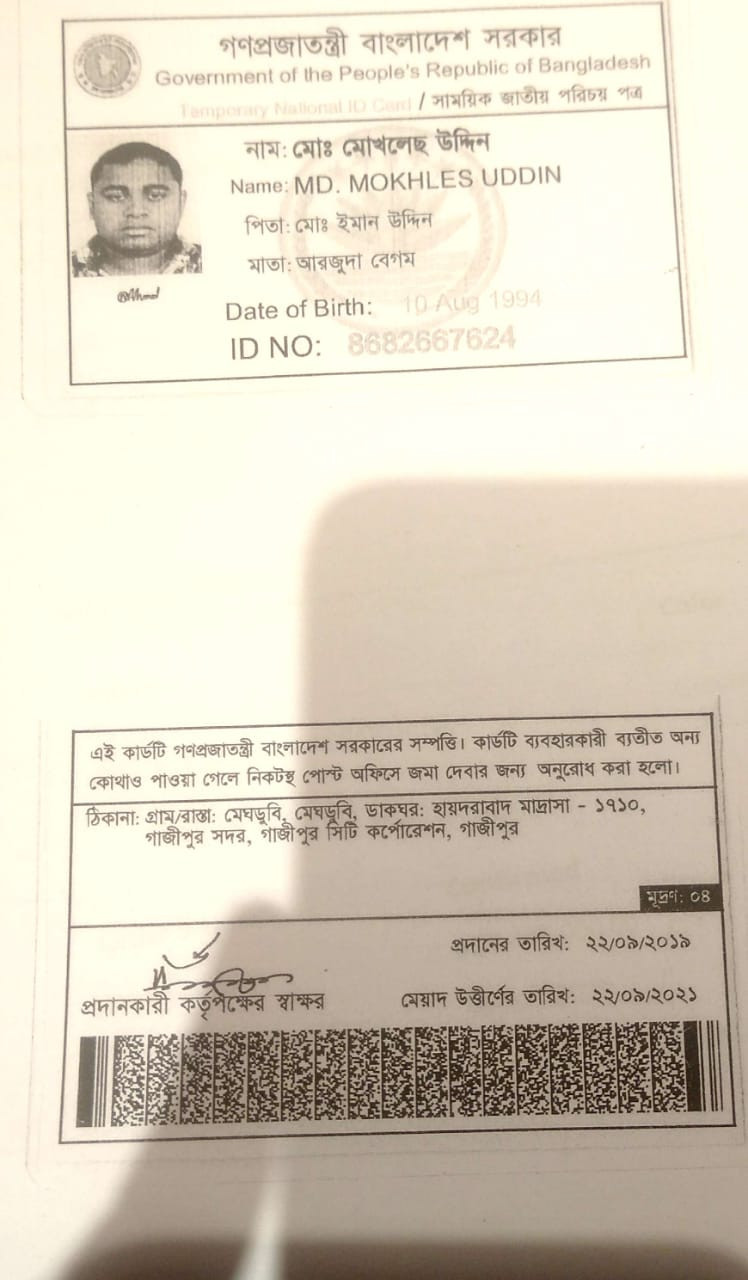 গণপ্রজাতন্ত্রী বাংলাদেশ সরকার
Government of the People's Republic of Bangladesh
Temporary National ID Card / সাময়িক জাতীয় পরিচয় পত্র
নাম: মোঃ মোখলেছ উদ্দিন
Name: MD. MOKHLES UDDIN
পিতা: মোঃ ইমান উদ্দিন
মাতা: আরজুদা বেগম
Date of Birth: 10 Aug 1994
ID NO: 8682667624
এই কার্ডটি গণপ্রজাতন্ত্রী বাংলাদেশ সরকারের সম্পত্তি। কার্ডটি ব্যবহারকারী ব্যতীত অন্য
কোথাও পাওয়া গেলে নিকটস্থ পোস্ট অফিসে জমা দেবার জন্য অনুরোধ করা হলো।
ঠিকানা: গ্রাম/রাস্তা: মেঘডুবি, মেঘডুবি, ডাকঘর: হায়দরাবাদ মাদ্রাসা - ১৭১০,
গাজীপুর সদর, গাজীপুর সিটি কর্পোরেশন, গাজীপুর
মুদ্রণ: ০৪
প্রদানের তারিখ: ২২/০৯/২০১৯
প্রদানকারী কর্তৃপক্ষের স্বাক্ষর
মেয়াদ উত্তীর্ণের তারিখ: ২২/০৯/২০২১